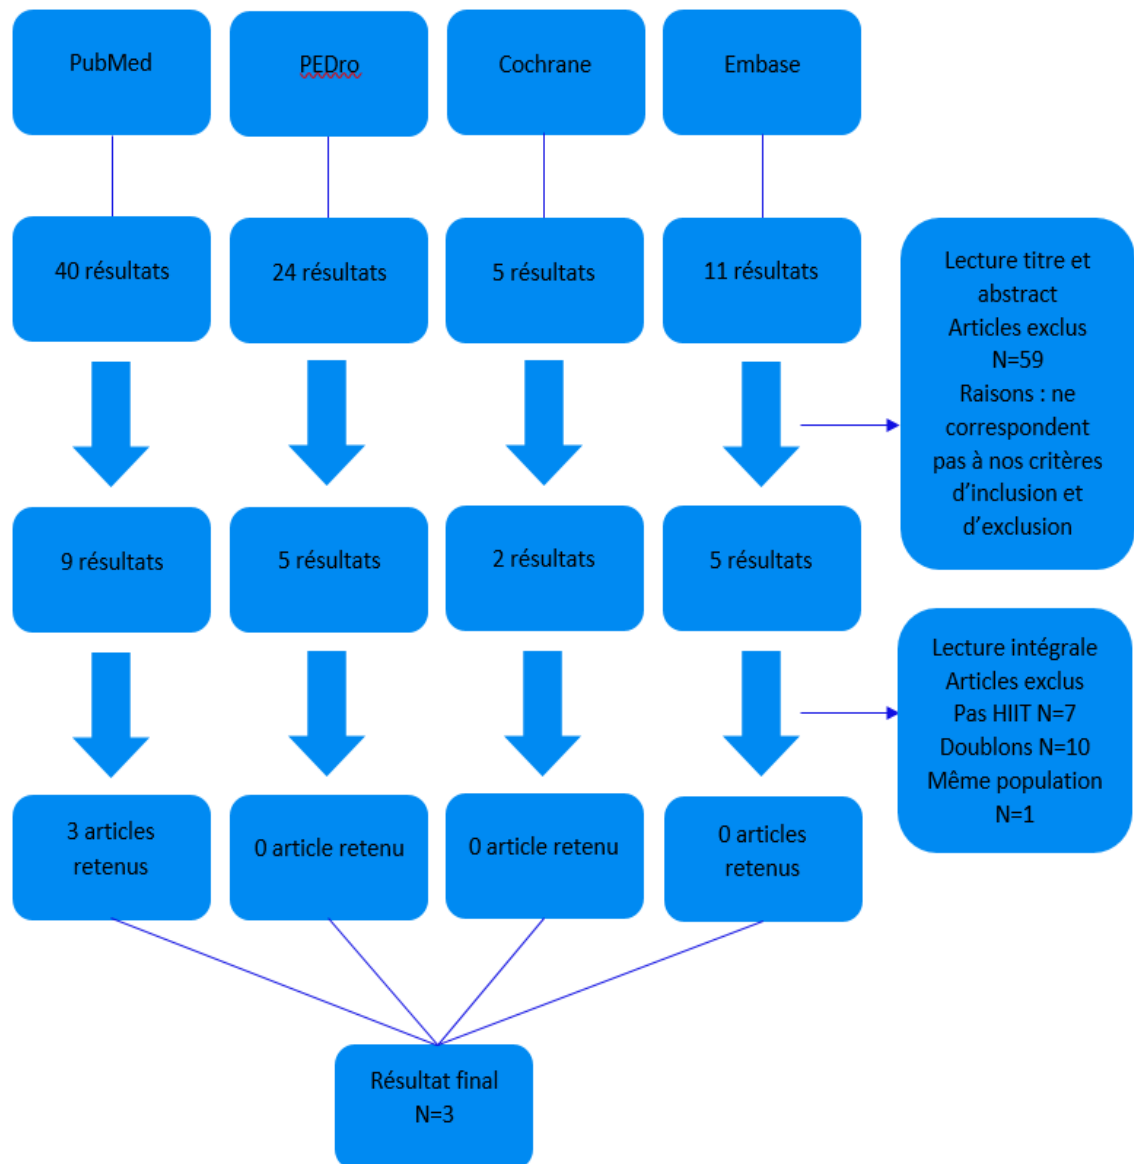 PubMed
PEDro
Cochrane
Embase
40 résultats
24 résultats
5 résultats
11 résultats
Lecture titre et
abstract
Articles exclus
N=59
Raisons : ne
correspondent
pas à nos critères
d’inclusion et
d’exclusion
9 résultats
5 résultats
2 résultats
5 résultats
Lecture intégrale
Articles exclus
Pas HIIT N=7
Doublons N=10
Même population
N=1
3 articles
retenus
0 article retenu
0 article retenu
0 articles
retenus
Résultat final
N=3